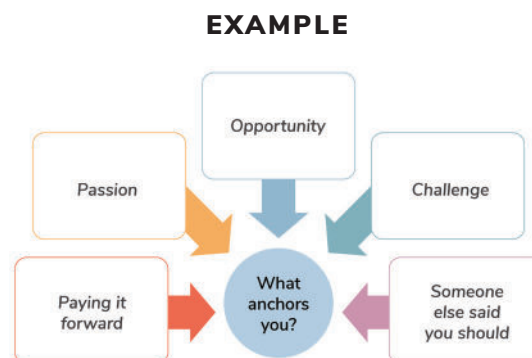 EXAMPLE
Opportunity
Passion
Challenge
Paying it
forward
What
anchors
you?
Someone
else said
you should